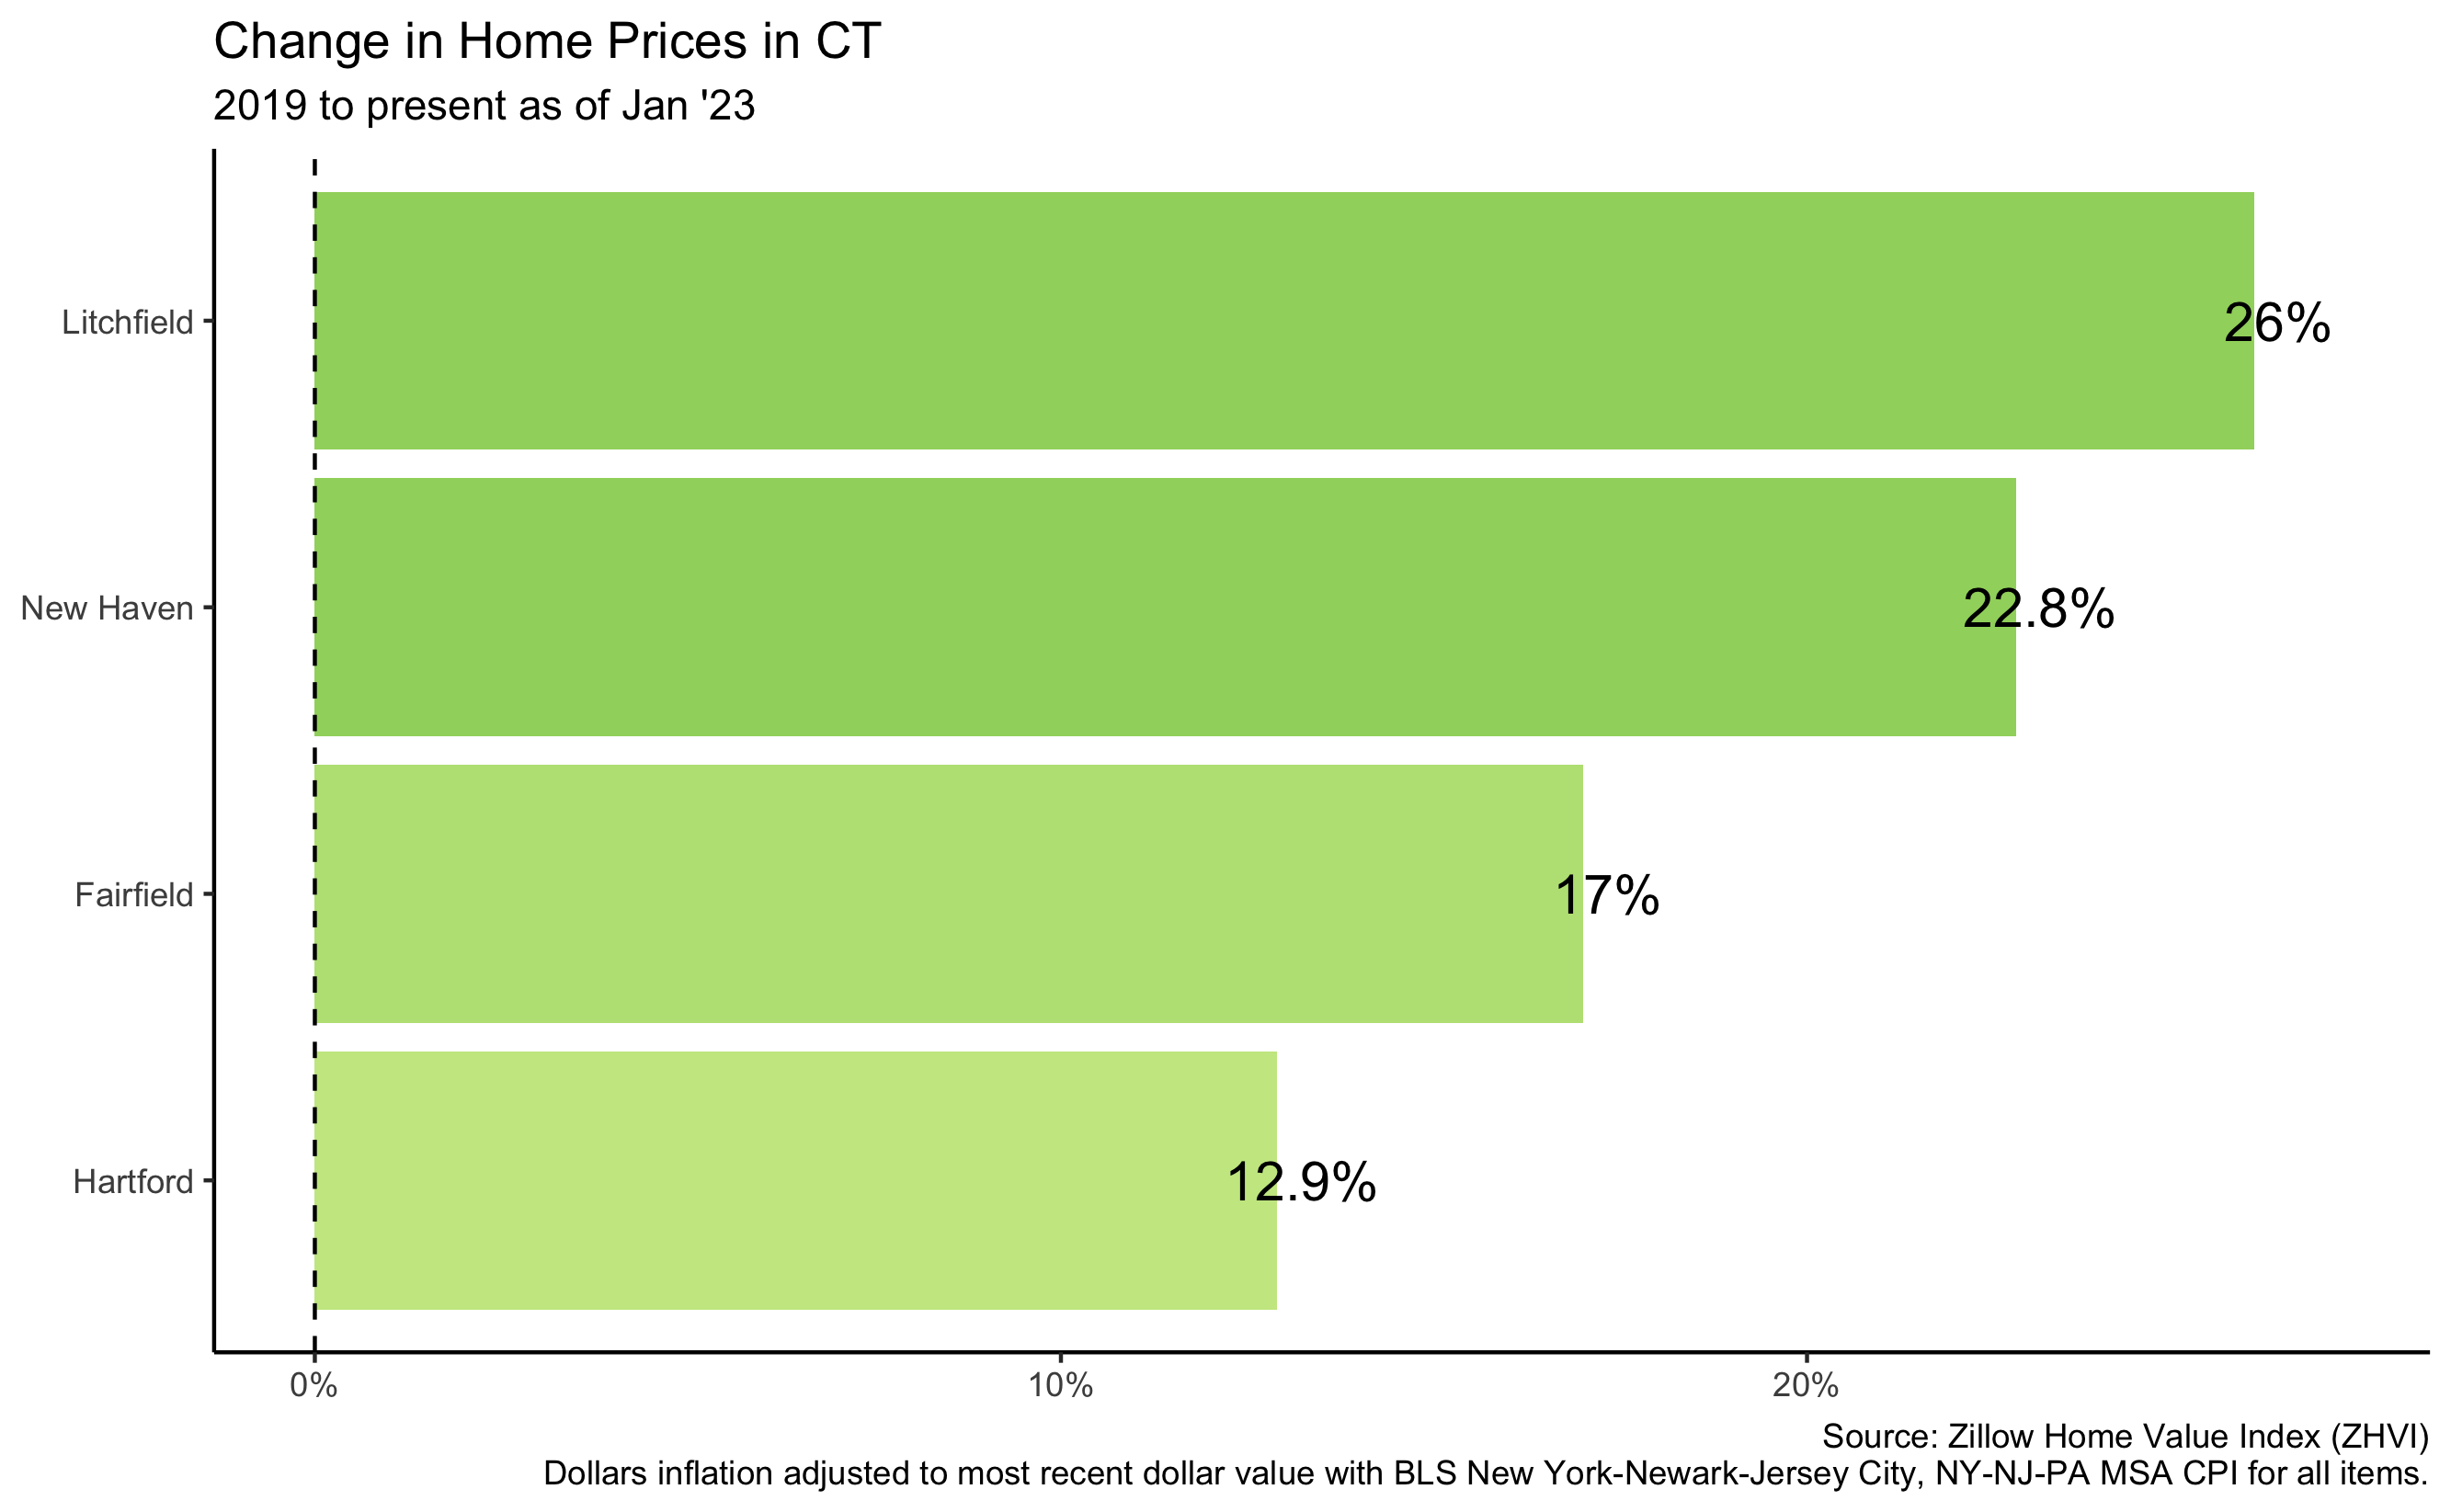 Change in Home Prices in CT
2019 to present as of Jan '23
Litchfield
26%
New Haven
22.8%
Fairfield
17%
Hartford
12.9%
0%
10%
20%
Source: Zillow Home Value Index (ZHVI)
Dollars inflation adjusted to most recent dollar value with BLS New York-Newark-Jersey City, NY-NJ-PA MSA CPI for all items.